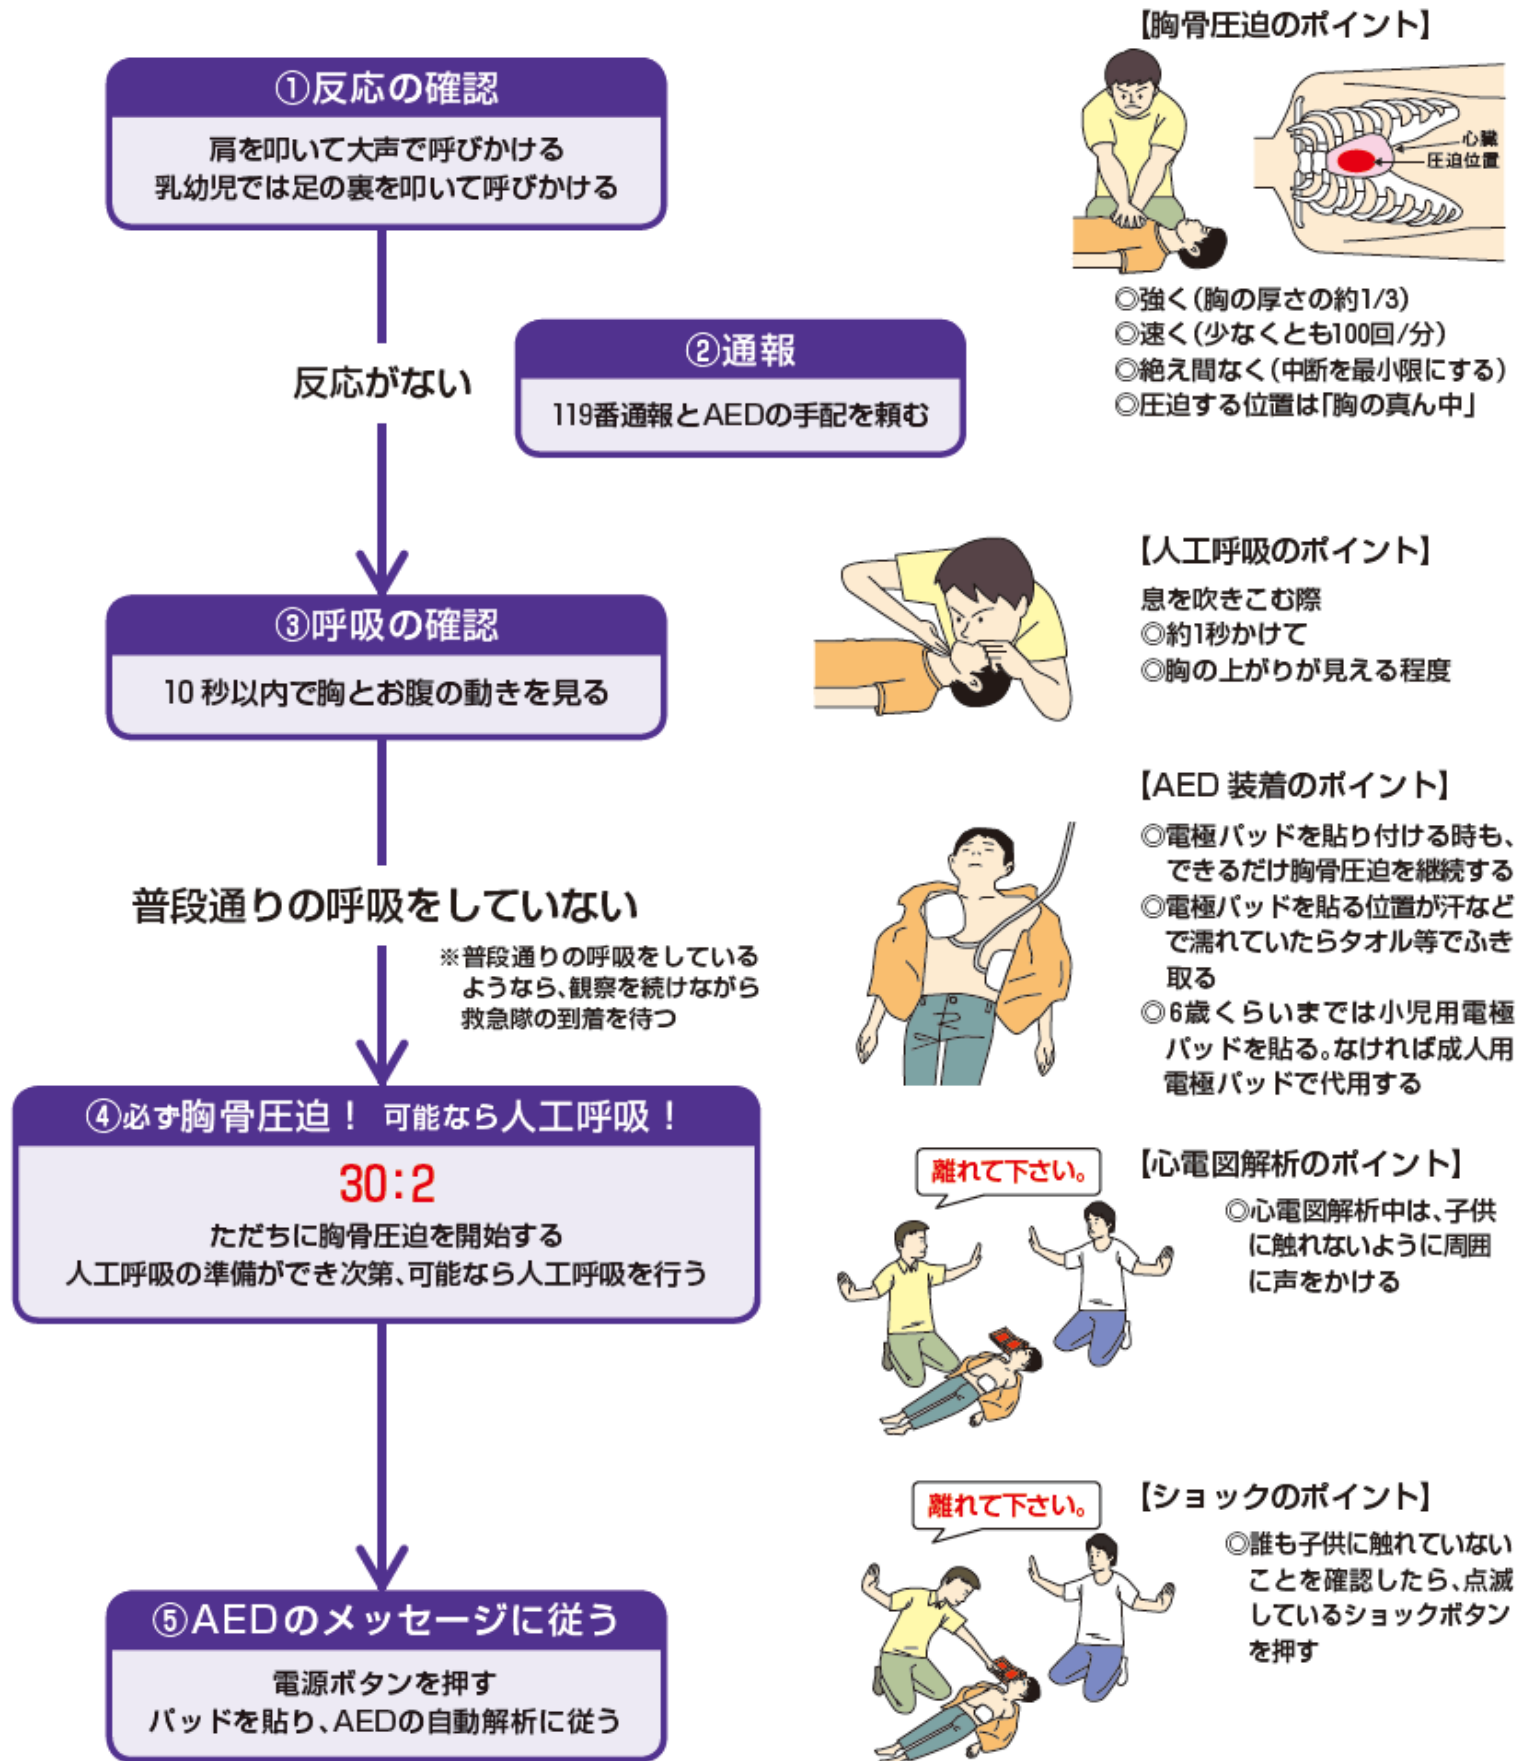 ①反応の確認
肩を叩いて大声で呼びかける
乳幼児では足の裏を叩いて呼びかける
反応がない
②通報
119番通報とAEDの手配を頼む
③呼吸の確認
10秒以内で胸とお腹の動きを見る
普段通りの呼吸をしていない
※普段通りの呼吸をしている
ようなら、観察を続けながら
救急隊の到着を待つ
④必ず胸骨圧迫！ 可能なら人工呼吸！
30：2
ただちに胸骨圧迫を開始する
人工呼吸の準備ができ次第、可能なら人工呼吸を行う
⑤AEDのメッセージに従う
電源ボタンを押す
パッドを貼り、AEDの自動解析に従う
【胸骨圧迫のポイント】
心臓
圧迫位置
◎強く（胸の厚さの約1/3）
◎速く（少なくとも100回/分）
◎絶え間なく（中断を最小限にする）
◎圧迫する位置は「胸の真ん中」
【人工呼吸のポイント】
息を吹きこむ際
◎約1秒かけて
◎胸の上がりが見える程度
【AED 装着のポイント】
◎電極パッドを貼り付ける時も、
できるだけ胸骨圧迫を継続する
◎電極パッドを貼る位置が汗など
で濡れていたらタオル等でふき
取る
◎6歳くらいまでは小児用電極
パッドを貼る。なければ成人用
電極パッドで代用する
【心電図解析のポイント】
離れて下さい。
◎心電図解析中は、子供
に触れないように周囲
に声をかける
【ショックのポイント】
離れて下さい。
◎誰も子供に触れていない
ことを確認したら、点滅
しているショックボタン
を押す